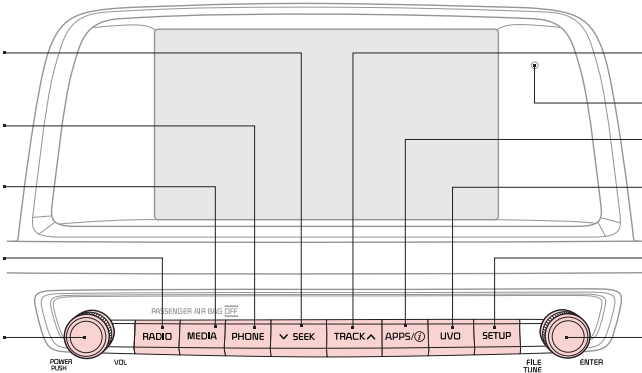 PASSENGER AIR BAG OFF
RADIO MEDIA PHONE ∨ SEEK TRACK ∧ APPS/ⓘ UVO SETUP
POWER PUSH VOL FILE TUNE ENTER